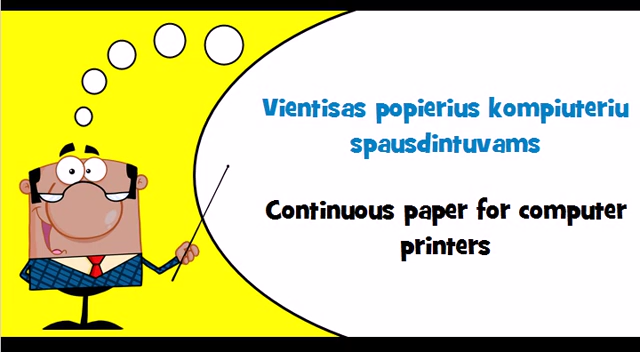 Vientisas popierius kompiuteriu
spausdintuvams
Continuous paper for computer
printers